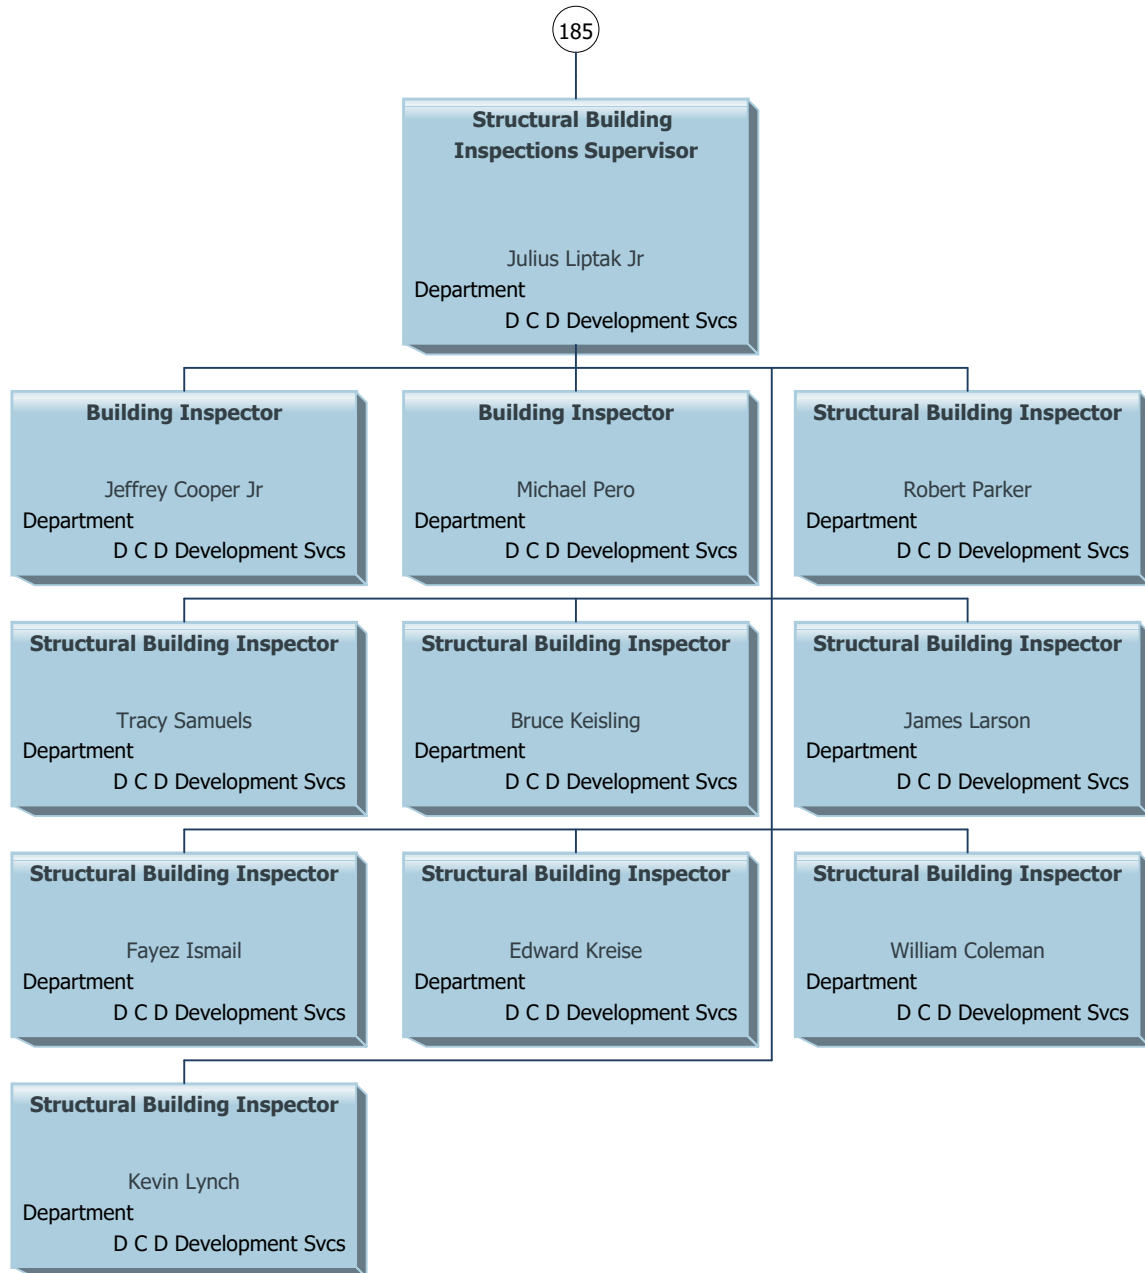 185
Structural Building
Inspections Supervisor
Julius Liptak Jr
Department
D C D Development Svcs
Building Inspector
Jeffrey Cooper Jr
Department
D C D Development Svcs
Building Inspector
Michael Pero
Department
D C D Development Svcs
Structural Building Inspector
Robert Parker
Department
D C D Development Svcs
Structural Building Inspector
Tracy Samuels
Department
D C D Development Svcs
Structural Building Inspector
Bruce Keisling
Department
D C D Development Svcs
Structural Building Inspector
James Larson
Department
D C D Development Svcs
Structural Building Inspector
Fayez Ismail
Department
D C D Development Svcs
Structural Building Inspector
Edward Kreise
Department
D C D Development Svcs
Structural Building Inspector
William Coleman
Department
D C D Development Svcs
Structural Building Inspector
Kevin Lynch
Department
D C D Development Svcs